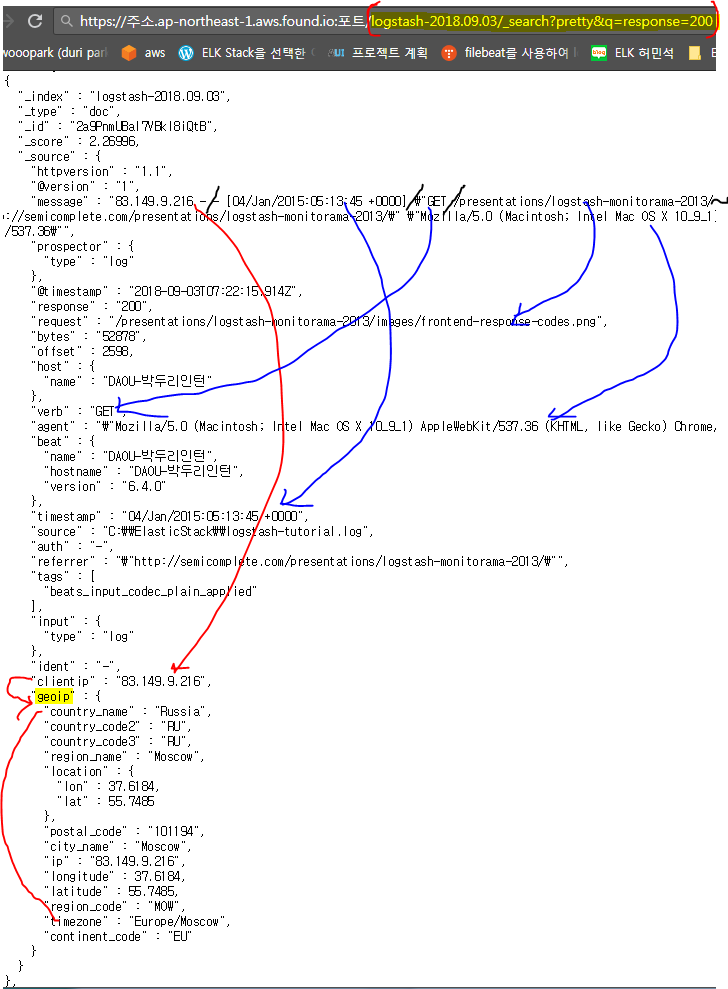 https://주소.ap-northeast-1.aws.found.io:포트/logstash-2018.09.03/_search?pretty&q=response=200
wooopark (duri par aws ELK Stack을 선택한 프로젝트 계획 filebeat를 사용하여 l blog ELK 허민석 E
{
"_index" : "logstash-2018.09.03",
"_type" : "doc",
"_score" : 2.26996,
"_source" : {
"httpversion" : "1.1",
"@version" : "1",
"message" : "83.149.9.216 - - [04/Jan/2015:05:13:45 +0000] ₩"GET /presentations/logstash-monitorama-2013/
p://semicomplete.com/presentations/logstash-monitorama-2013/₩" ₩"Mozilla/5.0 (Macintosh; Intel Mac OS X 10_9_1)
/537.36₩"",
"prospector" : {
"type" : "log"
},
"@timestamp" : "2018-09-03T07:22:15.914Z",
"response" : "200",
"request" : "/presentations/logstash-monitorama-2013/images/frontend-response-codes.png",
"bytes" : "52878",
"offset" : 2598,
"host" : {
"name" : "DAOU-박두리인턴"
},
"verb" : "GET",
"agent" : "₩"Mozilla/5.0 (Macintosh; Intel Mac OS X 10_9_1) AppleWebKit/537.36 (KHTML, like Gecko) Chrome,
"beat" : {
"name" : "DAOU-박두리인턴",
"hostname" : "DAOU-박두리인턴",
"version" : "6.4.0"
},
"timestamp" : "04/Jan/2015:05:13:45 +0000",
"source" : "C:₩₩ElasticStack₩₩logstash-tutorial.log",
"auth" : "-",
"referrer" : "₩"http://semicomplete.com/presentations/logstash-monitorama-2013/₩"",
"tags" : [
"beats_input_codec_plain_applied"
],
"input" : {
"type" : "log"
},
"ident" : "-",
"clientip" : "83.149.9.216",
"geoip" : {
"country_name" : "Russia",
"country_code2" : "RU",
"country_code3" : "RU",
"region_name" : "Moscow",
"location" : {
"lon" : 37.6184,
"lat" : 55.7485
},
"postal_code" : "101194",
"city_name" : "Moscow",
"ip" : "83.149.9.216",
"longitude" : 37.6184,
"latitude" : 55.7485,
"region_code" : "MOW",
"timezone" : "Europe/Moscow",
"continent_code" : "EU"
}
}
},